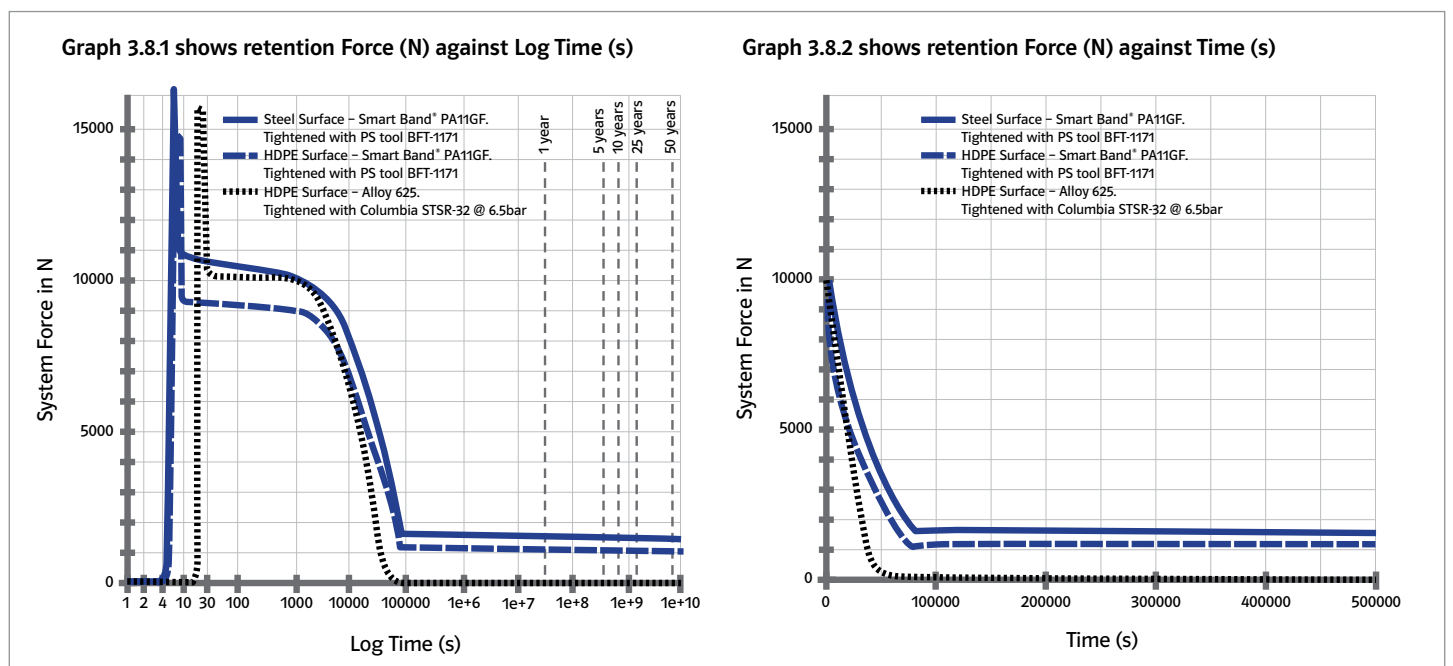 Graph 3.8.1 shows retention Force (N) against Log Time (s)
15000
10000
5000
0
System Force in N
Steel Surface – Smart Band® PA11GF.
Tightened with PS tool BFT-1171
HDPE Surface – Smart Band® PA11GF.
Tightened with PS tool BFT-1171
HDPE Surface – Alloy 625.
Tightened with Columbia STSR-32 @ 6.5bar
1 year
5 years
10 years
25 years
50 years
1 2 4 10 30 100 1000 10000 100000 1e+6 1e+7 1e+8 1e+9 1e+10
Log Time (s)
Graph 3.8.2 shows retention Force (N) against Time (s)
15000
10000
5000
0
System Force in N
Steel Surface – Smart Band® PA11GF.
Tightened with PS tool BFT-1171
HDPE Surface – Smart Band® PA11GF.
Tightened with PS tool BFT-1171
HDPE Surface – Alloy 625.
Tightened with Columbia STSR-32 @ 6.5bar
0 100000 200000 300000 400000 500000
Time (s)